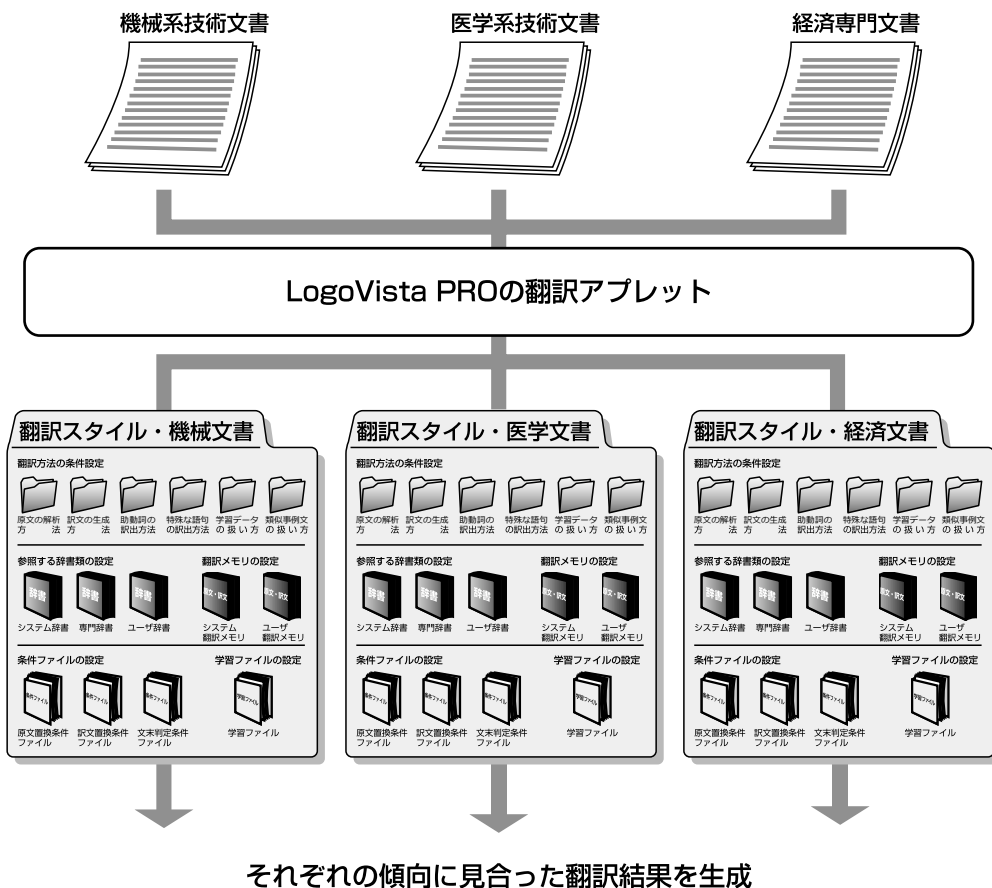 機械系技術文書
医学系技術文書
経済専門文書
LogoVista PROの翻訳アプレット
翻訳スタイル・機械文書
翻訳方法の条件設定
原文の解析方法
訳文の生成方法
助動詞の訳出方法
特殊な語句の訳出方法
学習データの扱い方
類似事例文の扱い方
参照する辞書類の設定
翻訳メモリの設定
辞書
辞書
辞書
原文・訳文
原文・訳文
システム辞書
専門辞書
ユーザ辞書
システム翻訳メモリ
ユーザ翻訳メモリ
条件ファイルの設定
学習ファイルの設定
条件ファイル
条件ファイル
条件ファイル
学習ファイル
原文置換条件ファイル
訳文置換条件ファイル
文末判定条件ファイル
学習ファイル
翻訳スタイル・医学文書
翻訳方法の条件設定
原文の解析方法
訳文の生成方法
助動詞の訳出方法
特殊な語句の訳出方法
学習データの扱い方
類似事例文の扱い方
参照する辞書類の設定
翻訳メモリの設定
辞書
辞書
辞書
原文・訳文
原文・訳文
システム辞書
専門辞書
ユーザ辞書
システム翻訳メモリ
ユーザ翻訳メモリ
条件ファイルの設定
学習ファイルの設定
条件ファイル
条件ファイル
条件ファイル
学習ファイル
原文置換条件ファイル
訳文置換条件ファイル
文末判定条件ファイル
学習ファイル
翻訳スタイル・経済文書
翻訳方法の条件設定
原文の解析方法
訳文の生成方法
助動詞の訳出方法
特殊な語句の訳出方法
学習データの扱い方
類似事例文の扱い方
参照する辞書類の設定
翻訳メモリの設定
辞書
辞書
辞書
原文・訳文
原文・訳文
システム辞書
専門辞書
ユーザ辞書
システム翻訳メモリ
ユーザ翻訳メモリ
条件ファイルの設定
学習ファイルの設定
条件ファイル
条件ファイル
条件ファイル
学習ファイル
原文置換条件ファイル
訳文置換条件ファイル
文末判定条件ファイル
学習ファイル
それぞれの傾向に見合った翻訳結果を生成